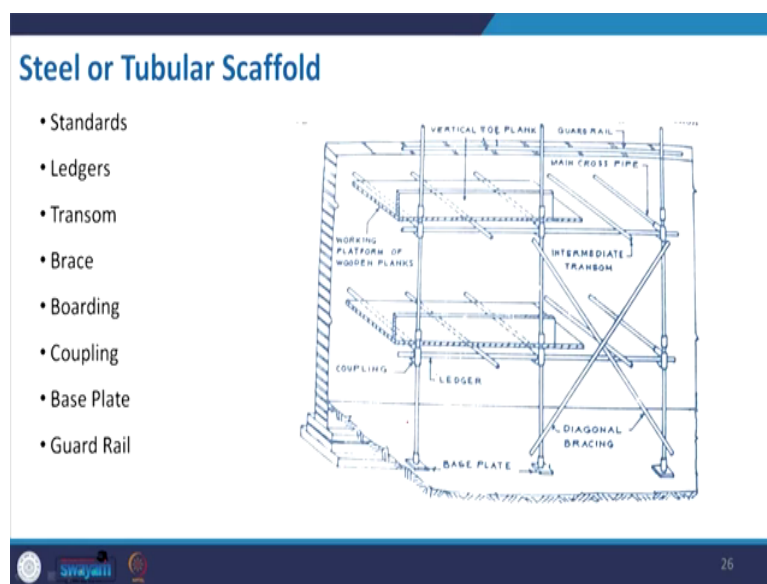 Steel or Tubular Scaffold
• Standards
• Ledgers
• Transom
• Brace
• Boarding
• Coupling
• Base Plate
• Guard Rail
VERTICAL TOE PLANK
GUARD RAIL
MAIN CROSS PIPE
WORKING
PLATFORM OF
WOODEN PLANKS
INTERMEDIATE
TRANSOM
COUPLING
LEDGER
DIAGONAL
BRACING
BASE PLATE
swayam
26